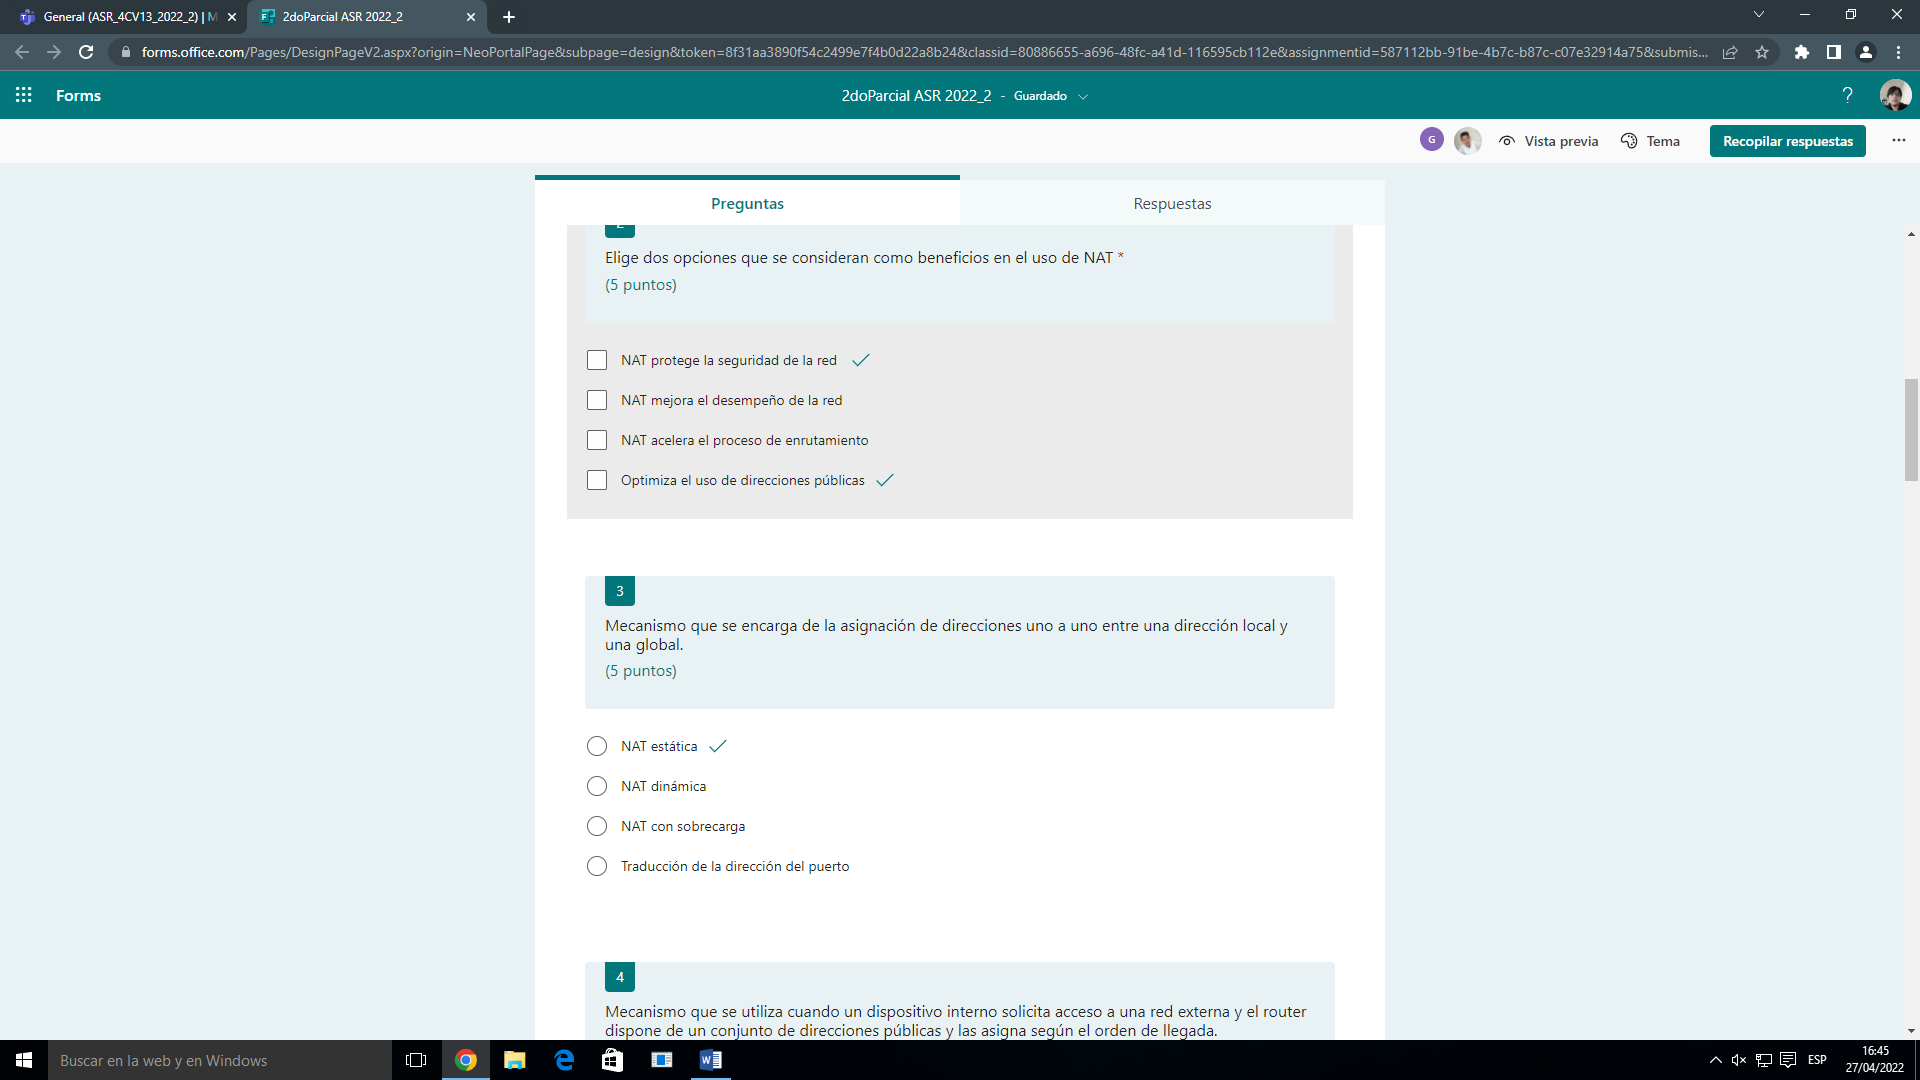 General (ASR_4CV13_2022_2) | M
2doParcial ASR 2022_2
forms.office.com/Pages/DesignPageV2.aspx?origin=NeoPortalPage&subpage=design&token=8f31aa3890f54c2499e7f4b0d22a8b24&classid=80886655-a696-48fc-a41d-116595cb112e&assignmentid=587112bb-91be-4b7c-b87c-c07e32914a75&submis...
Forms
2doParcial ASR 2022_2 - Guardado
?
G
Vista previa
Tema
Recopilar respuestas
Preguntas
Respuestas
2
Elige dos opciones que se consideran como beneficios en el uso de NAT *
(5 puntos)
NAT protege la seguridad de la red
NAT mejora el desempeño de la red
NAT acelera el proceso de enrutamiento
Optimiza el uso de direcciones públicas
3
Mecanismo que se encarga de la asignación de direcciones uno a uno entre una dirección local y
una global.
(5 puntos)
NAT estática
NAT dinámica
NAT con sobrecarga
Traducción de la dirección del puerto
4
Mecanismo que se utiliza cuando un dispositivo interno solicita acceso a una red externa y el router
dispone de un conjunto de direcciones públicas y las asigna según el orden de llegada.
Buscar en la web y en Windows
ESP
16:45
27/04/2022